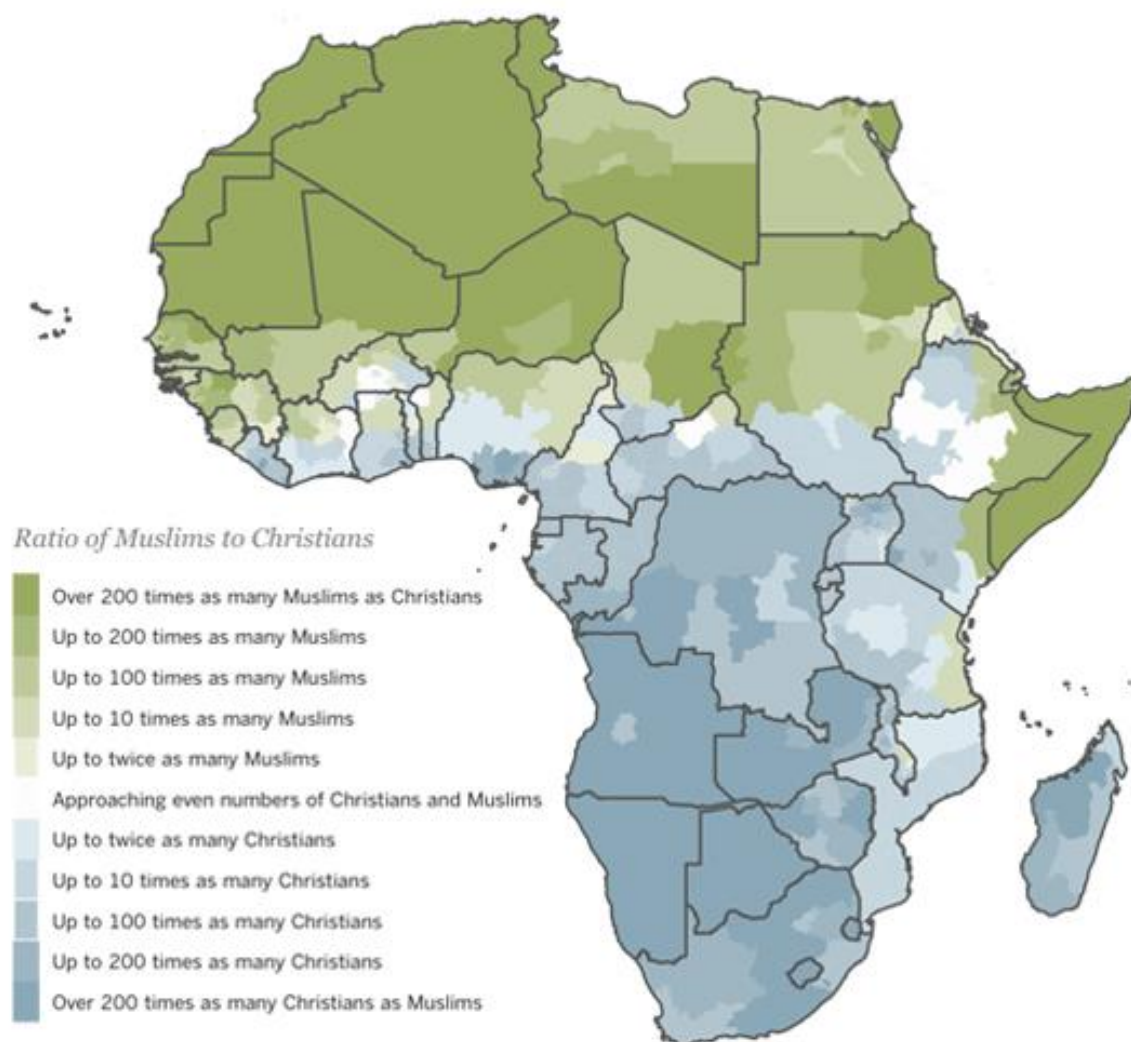 Ratio of Muslims to Christians
Over 200 times as many Muslims as Christians
Up to 200 times as many Muslims
Up to 100 times as many Muslims
Up to 10 times as many Muslims
Up to twice as many Muslims
Approaching even numbers of Christians and Muslims
Up to twice as many Christians
Up to 10 times as many Christians
Up to 100 times as many Christians
Up to 200 times as many Christians
Over 200 times as many Christians as Muslims